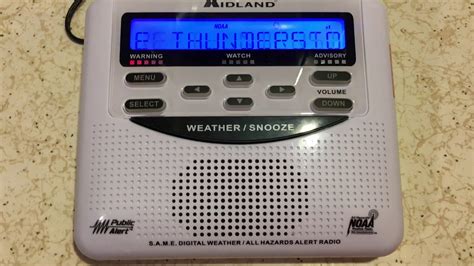 MIDLAND
NOAA
THUNDERSTM
WARNING
WATCH
ADVISORY
MENU
UP
VOLUME
SELECT
DOWN
WEATHER / SNOOZE
Public Alert
NOAA
S.A.M.E. DIGITAL WEATHER / ALL HAZARDS ALERT RADIO